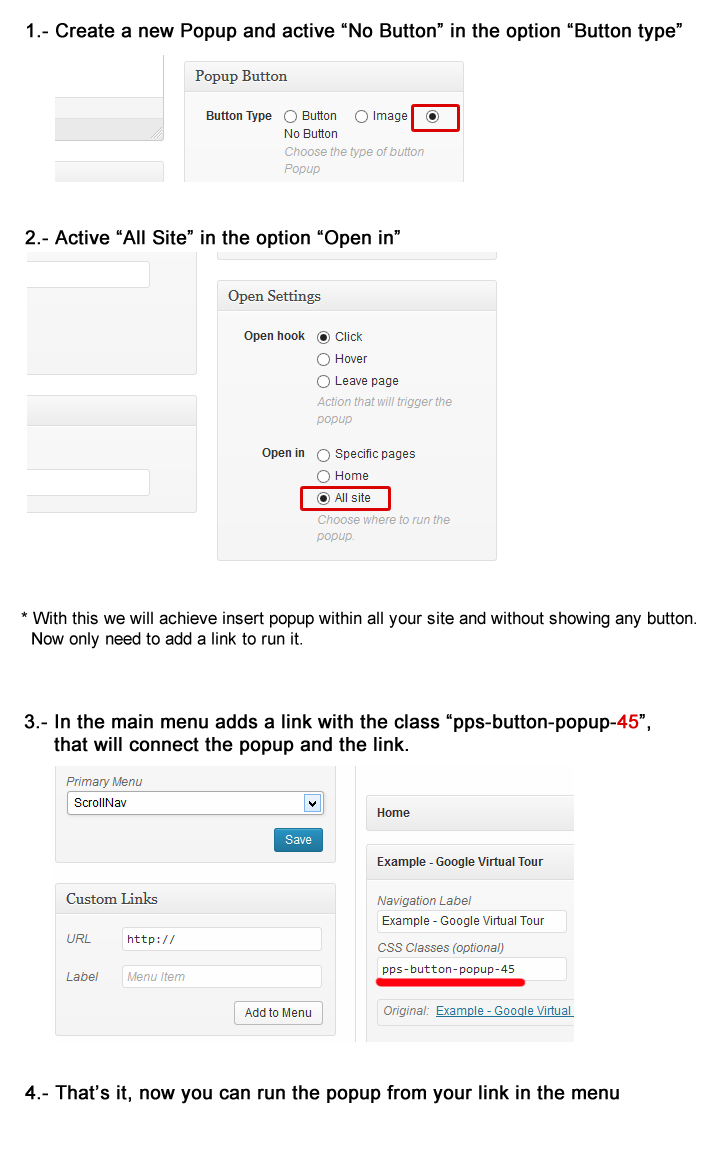 1.- Create a new Popup and active “No Button” in the option “Button type”
Popup Button
Button Type Button Image
No Button
Choose the type of button
Popup
2.- Active “All Site” in the option “Open in”
Open Settings
Open hook Click
Hover
Leave page
Action that will trigger the
popup
Open in Specific pages
Home
All site
Choose where to run the
popup.
* With this we will achieve insert popup within all your site and without showing any button.
Now only need to add a link to run it.
3.- In the main menu adds a link with the class “pps-button-popup-45”,
that will connect the popup and the link.
Primary Menu
ScrollNav
Save
Custom Links
URL http://
Label Menu Item
Add to Menu
Home
Example - Google Virtual Tour
Navigation Label
Example - Google Virtual Tour
CSS Classes (optional)
pps-button-popup-45
Original: Example - Google Virtual
4.- That’s it, now you can run the popup from your link in the menu